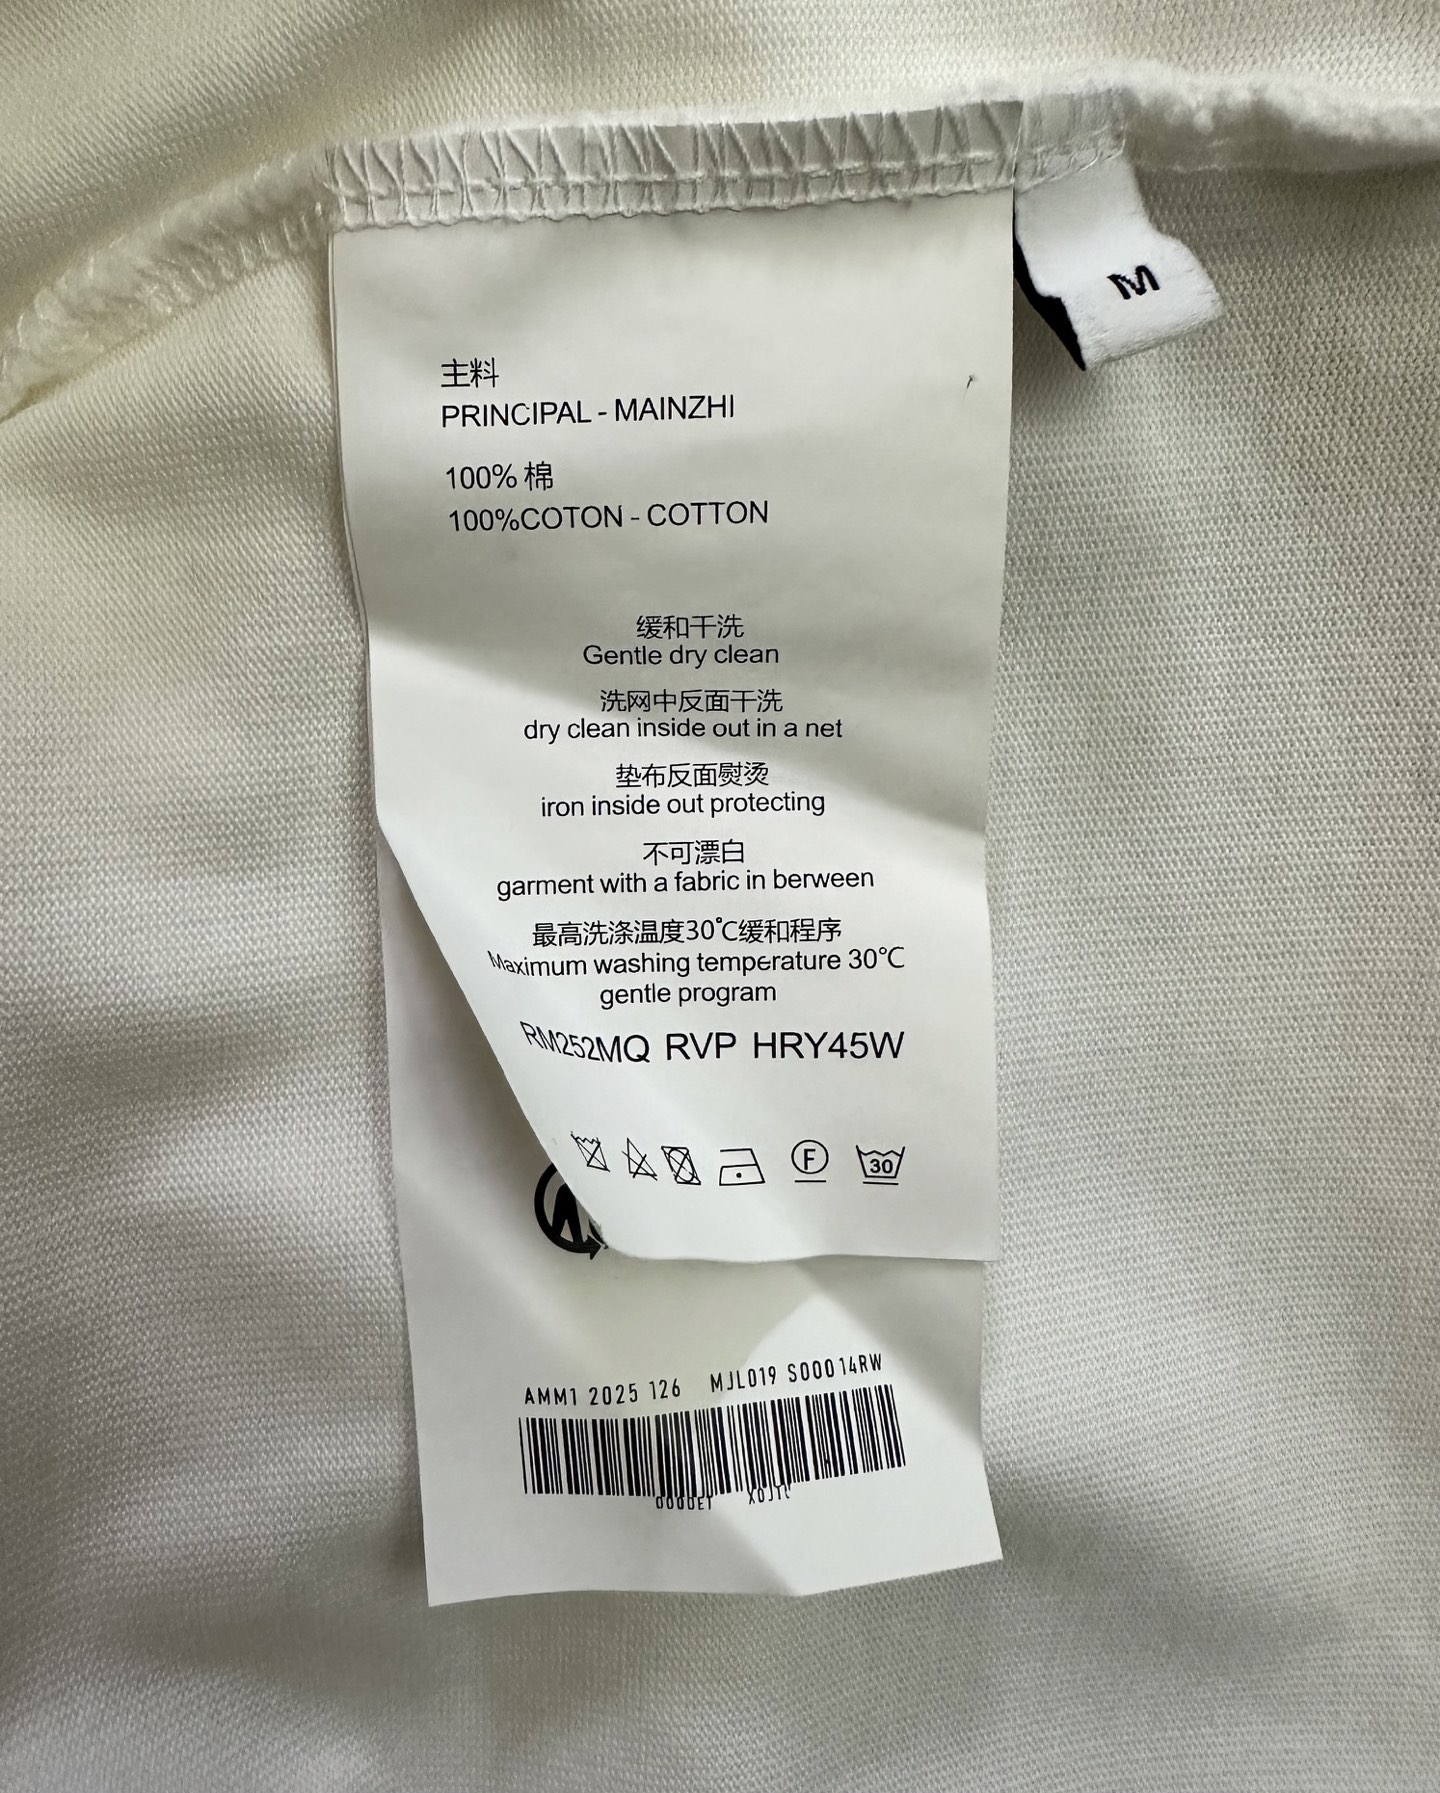 M
主料
PRINCIPAL - MAINZHI
100% 棉
100%COTON - COTTON
缓和干洗
Gentle dry clean
洗网中反面干洗
dry clean inside out in a net
垫布反面熨烫
iron inside out protecting
不可漂白
garment with a fabric in berween
最高洗涤温度30℃缓和程序
Maximum washing temperature 30℃
gentle program
RM252MQ RVP HRY45W
F
30
AMM1 2025 126 MJL019 S00014RW